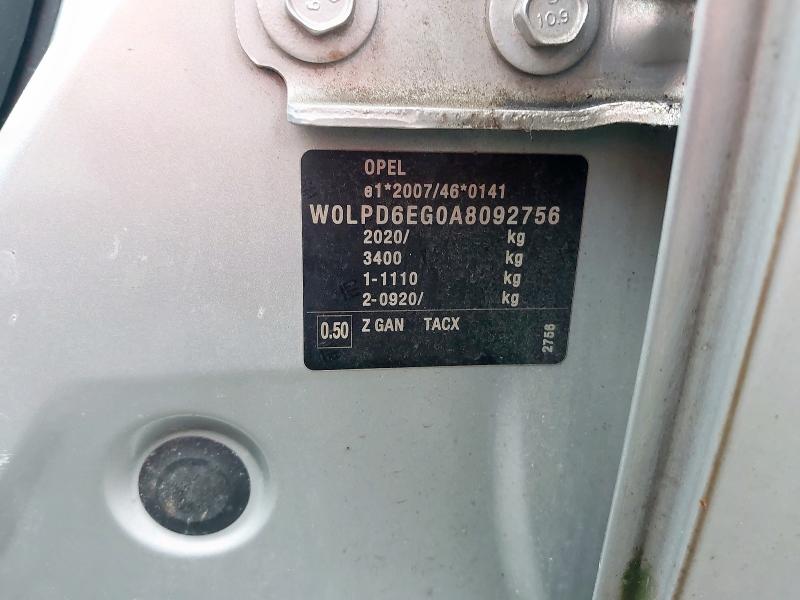 10.9
OPEL
e1*2007/46*0141
W0LPD6EG0A8092756
2020/ kg
3400 kg
1-1110 kg
2-0920/ kg
0.50 Z GAN TACX
2756